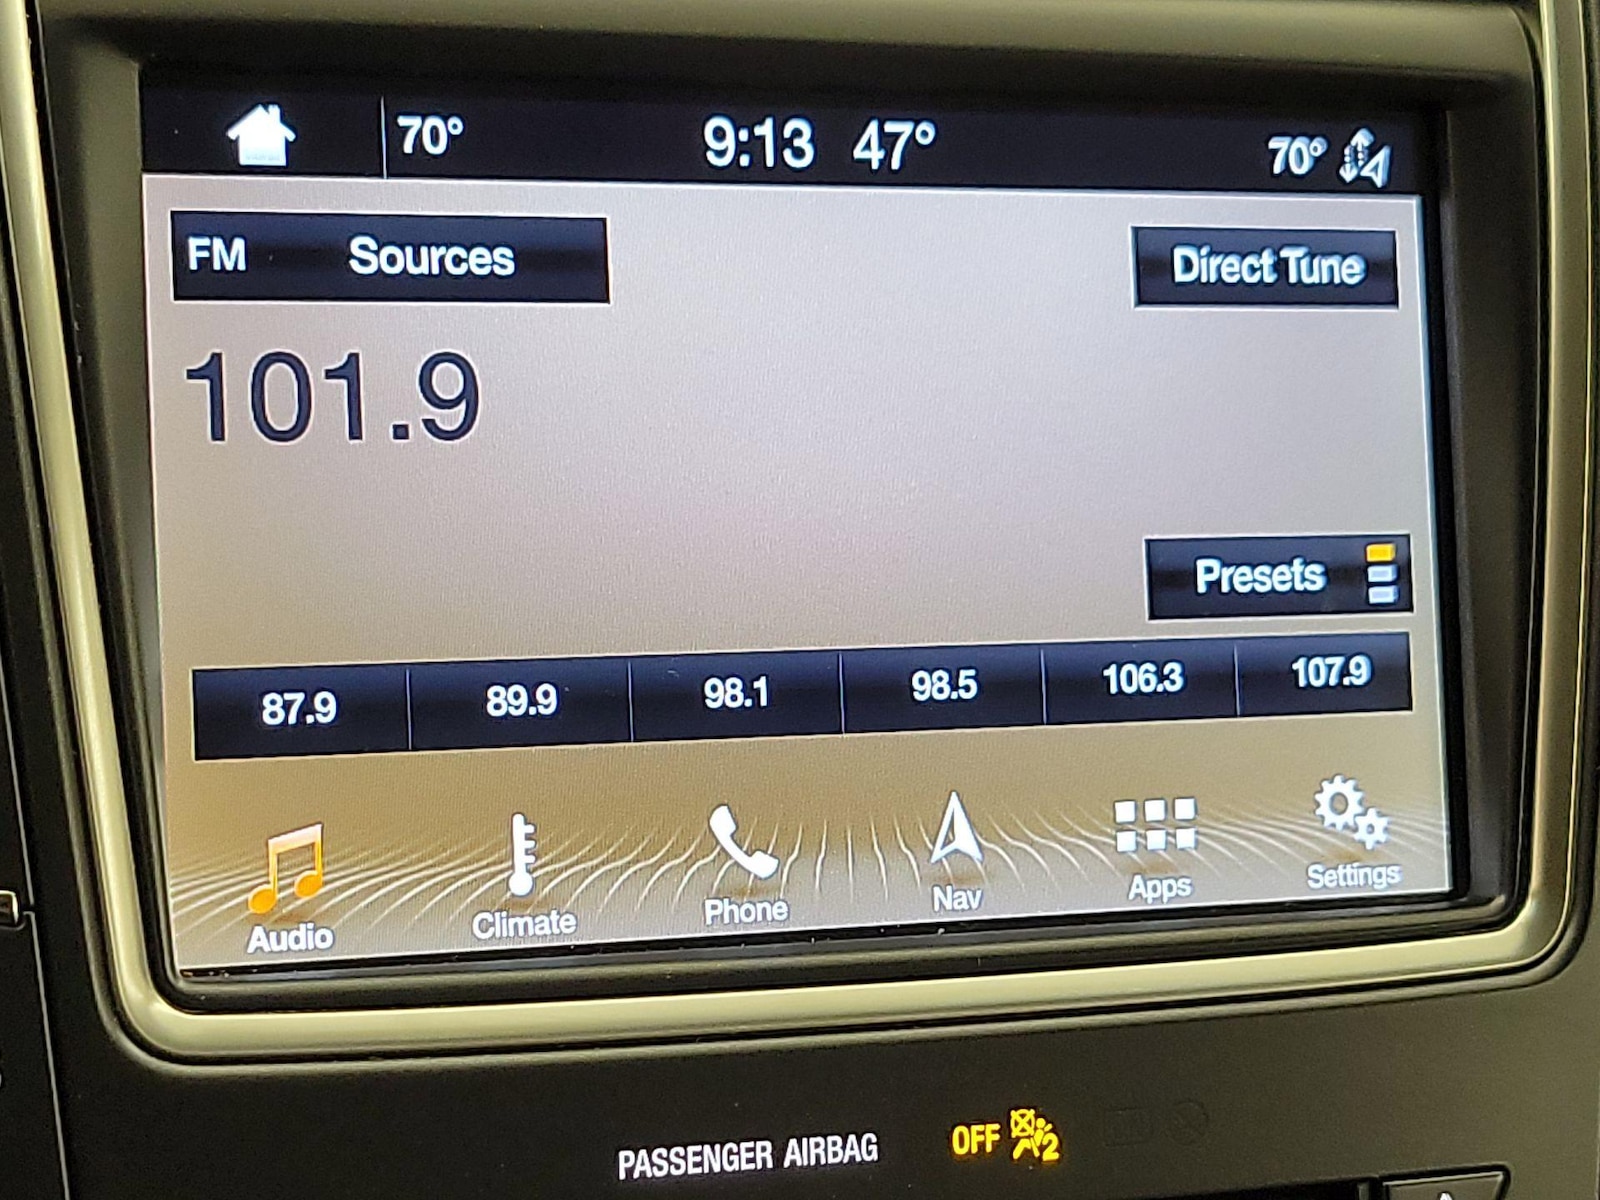 70° 9:13 47° 70°
FM Sources Direct Tune
101.9
Presets
87.9 89.9 98.1 98.5 106.3 107.9
Audio Climate Phone Nav Apps Settings
PASSENGER AIRBAG OFF 2